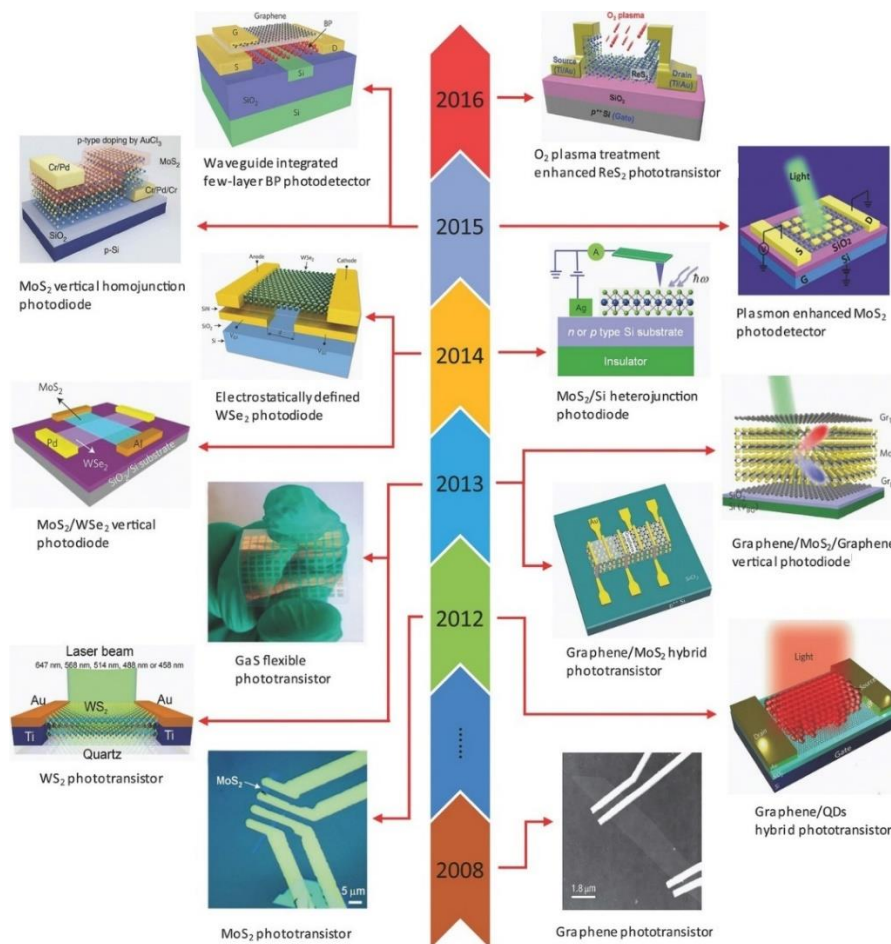 Graphene
BP
G
D
S
Si
SiO₂
Si
Waveguide integrated
few-layer BP photodetector
2016
O₂ plasma
Source
(Ti/Au)
ReS₂
Drain
(Ti/Au)
SiO₂
p⁺⁺ Si (Gate)
O₂ plasma treatment
enhanced ReS₂ phototransistor
p-type doping by AuCl₃
MoS₂
Cr/Pd
Cr/Pd/Cr
SiO₂
p-Si
MoS₂ vertical homojunction
photodiode
2015
Light
D
S
SiO₂
Si
G
Plasmon enhanced MoS₂
photodetector
Anode
WSe₂
Cathode
SiN
SiO₂
Si
Electrostatically defined
WSe₂ photodiode
2014
A
ħω
Ag
n or p type Si substrate
Insulator
MoS₂/Si heterojunction
photodiode
MoS₂
Pd
Al
WSe₂
SiO₂/Si substrate
MoS₂/WSe₂ vertical
photodiode
2013
Gr
Mo
Gr
SiO₂
Graphene/MoS₂/Graphene
vertical photodiode
GaS flexible
phototransistor
2012
Graphene/MoS₂ hybrid
phototransistor
Laser beam
647 nm, 568 nm, 514 nm, 488 nm or 458 nm
Au
WS₂
Au
Ti
Ti
Quartz
WS₂ phototransistor
......
Light
Source
Drain
Gate
Graphene/QDs
hybrid phototransistor
MoS₂
5 μm
MoS₂ phototransistor
2008
1.8 μm
Graphene phototransistor